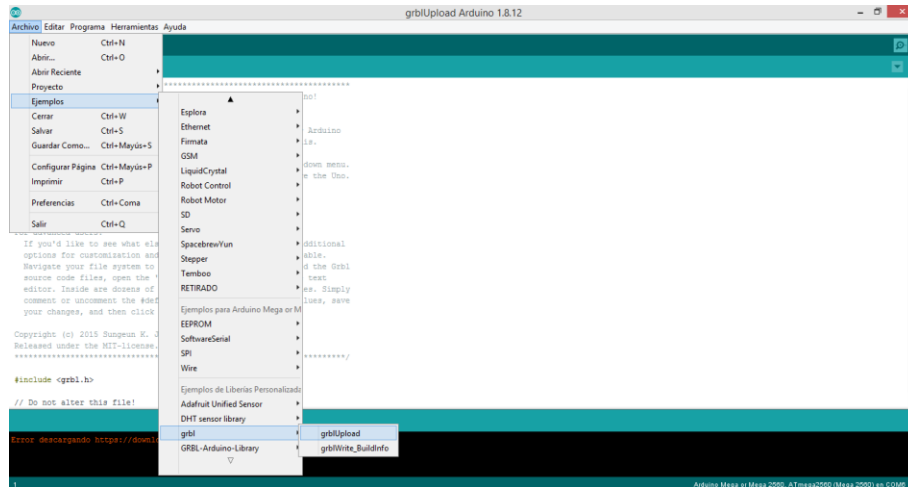 grblUpload Arduino 1.8.12
Archivo Editar Programa Herramientas Ayuda
Nuevo Ctrl+N
Abrir... Ctrl+O
Abrir Reciente
Proyecto
Ejemplos
Cerrar Ctrl+W
Salvar Ctrl+S
Guardar Como... Ctrl+Mayús+S
Configurar Página Ctrl+Mayús+P
Imprimir Ctrl+P
Preferencias Ctrl+Coma
Salir Ctrl+Q
Esplora
Ethernet
Firmata
GSM
LiquidCrystal
Robot Control
Robot Motor
SD
Servo
SpacebrewYun
Stepper
Temboo
RETIRADO
Ejemplos para Arduino Mega or M
EEPROM
SoftwareSerial
SPI
Wire
Ejemplos de Liberías Personalizada
Adafruit Unified Sensor
DHT sensor library
grbl
GRBL-Arduino-Library
grblUpload
grblWrite_BuildInfo
***************************************
no!
Arduino
is.
down menu.
e the Uno.
If you'd like to see what els dditional
options for customization and able.
Navigate your file system to d the Grbl
source code files, open the ' text
editor. Inside are dozens of es. Simply
comment or uncomment the #def lues, save
your changes, and then click
Copyright (c) 2015 Sungeun K. J
Released under the MIT-license.
****************************** *********/
#include <grbl.h>
// Do not alter this file!
Error descargando https://downlo
1 Arduino Mega or Mega 2560, ATmega2560 (Mega 2560) en COM6